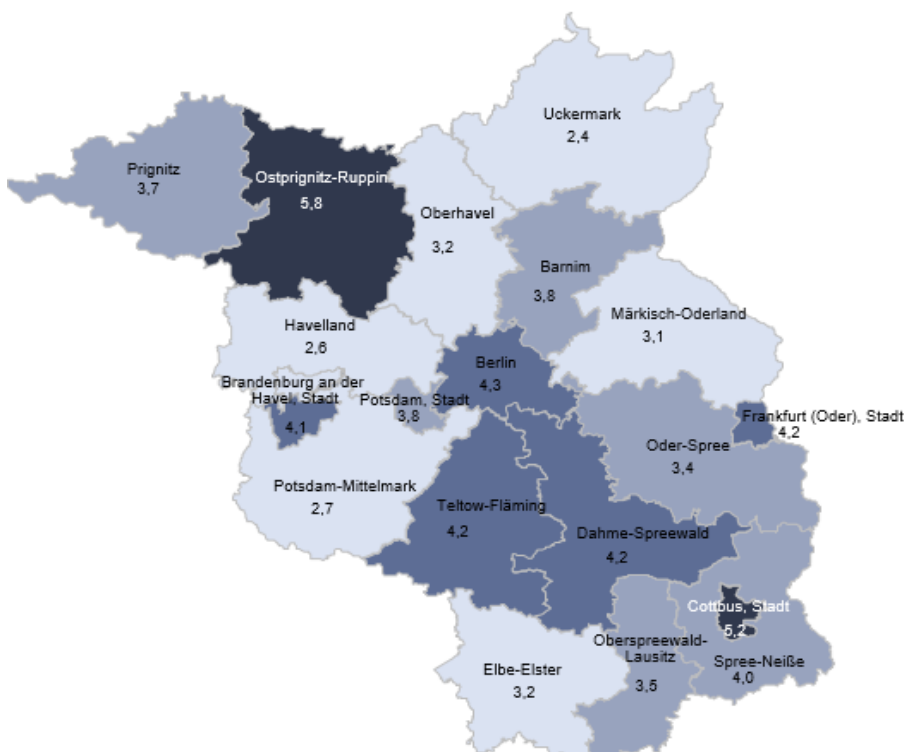 Uckermark
2,4
Prignitz
3,7
Ostprignitz-Ruppin
5,8
Oberhavel
3,2
Barnim
3,8
Märkisch-Oderland
3,1
Havelland
2,6
Berlin
4,3
Brandenburg an der
Havel, Stadt
4,1
Potsdam, Stadt
3,8
Frankfurt (Oder), Stadt
4,2
Oder-Spree
3,4
Potsdam-Mittelmark
2,7
Teltow-Fläming
4,2
Dahme-Spreewald
4,2
Cottbus, Stadt
5,2
Oberspreewald-
Lausitz
3,5
Spree-Neiße
4,0
Elbe-Elster
3,2